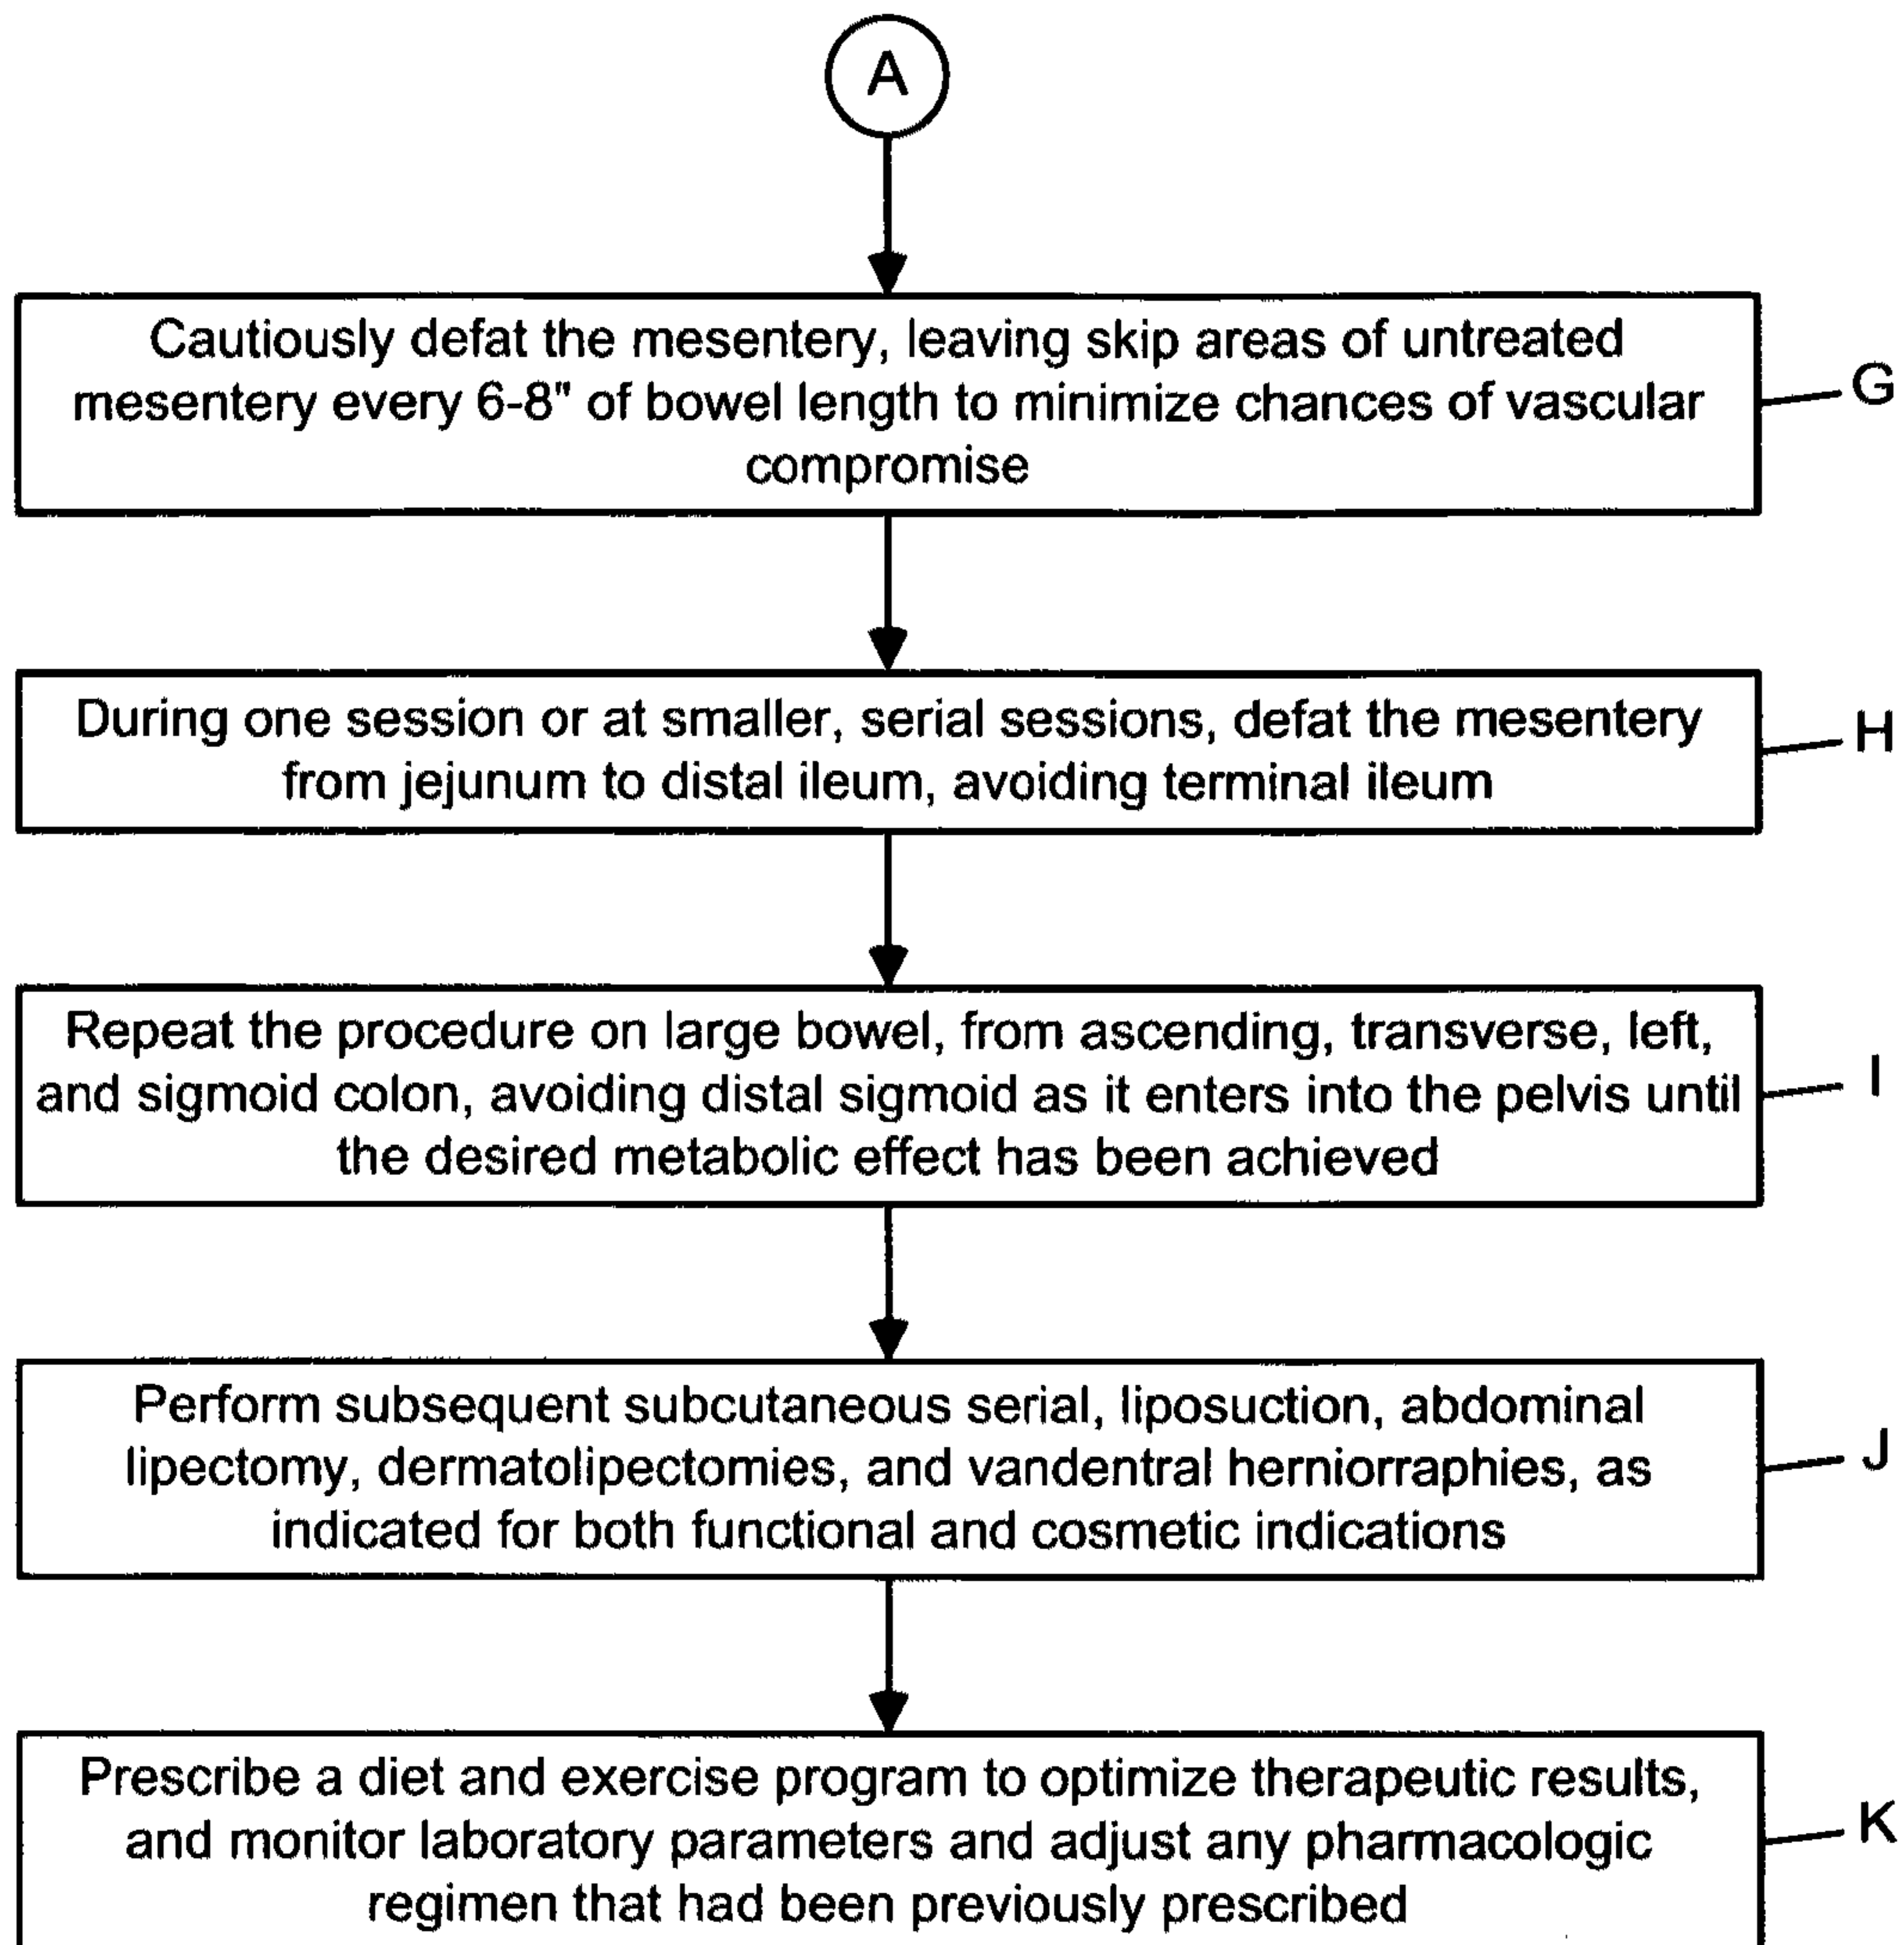 A
Cautiously defat the mesentery, leaving skip areas of untreated
mesentery every 6-8" of bowel length to minimize chances of vascular
compromise
G
During one session or at smaller, serial sessions, defat the mesentery
from jejunum to distal ileum, avoiding terminal ileum
H
Repeat the procedure on large bowel, from ascending, transverse, left,
and sigmoid colon, avoiding distal sigmoid as it enters into the pelvis until
the desired metabolic effect has been achieved
I
Perform subsequent subcutaneous serial, liposuction, abdominal
lipectomy, dermatolipectomies, and vandentral herniorraphies, as
indicated for both functional and cosmetic indications
J
Prescribe a diet and exercise program to optimize therapeutic results,
and monitor laboratory parameters and adjust any pharmacologic
regimen that had been previously prescribed
K